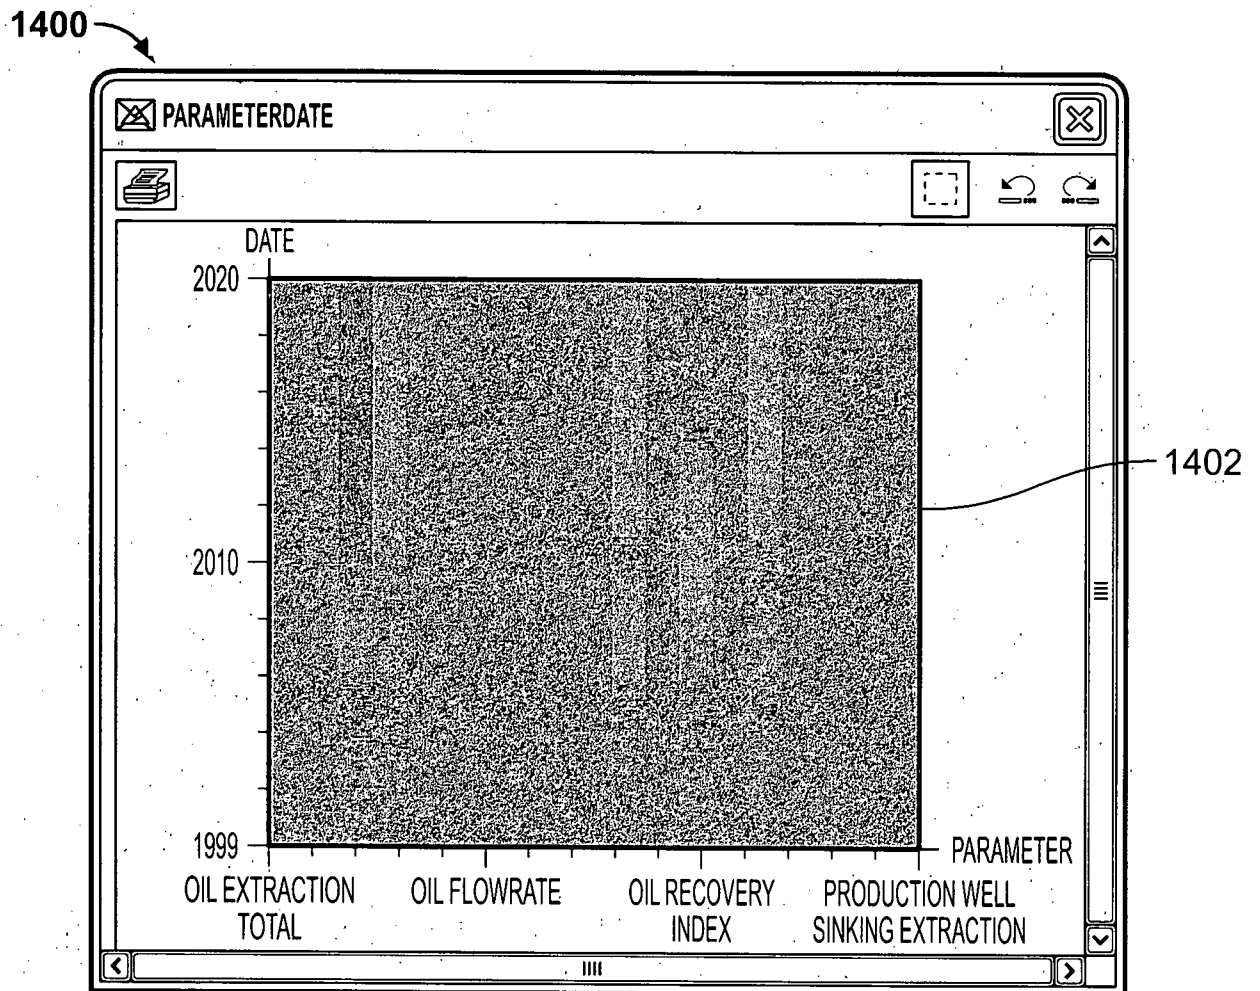 1400
PARAMETERDATE
DATE
2020
1402
2010
1999
PARAMETER
OIL EXTRACTION
TOTAL
OIL FLOWRATE
OIL RECOVERY
INDEX
PRODUCTION WELL
SINKING EXTRACTION